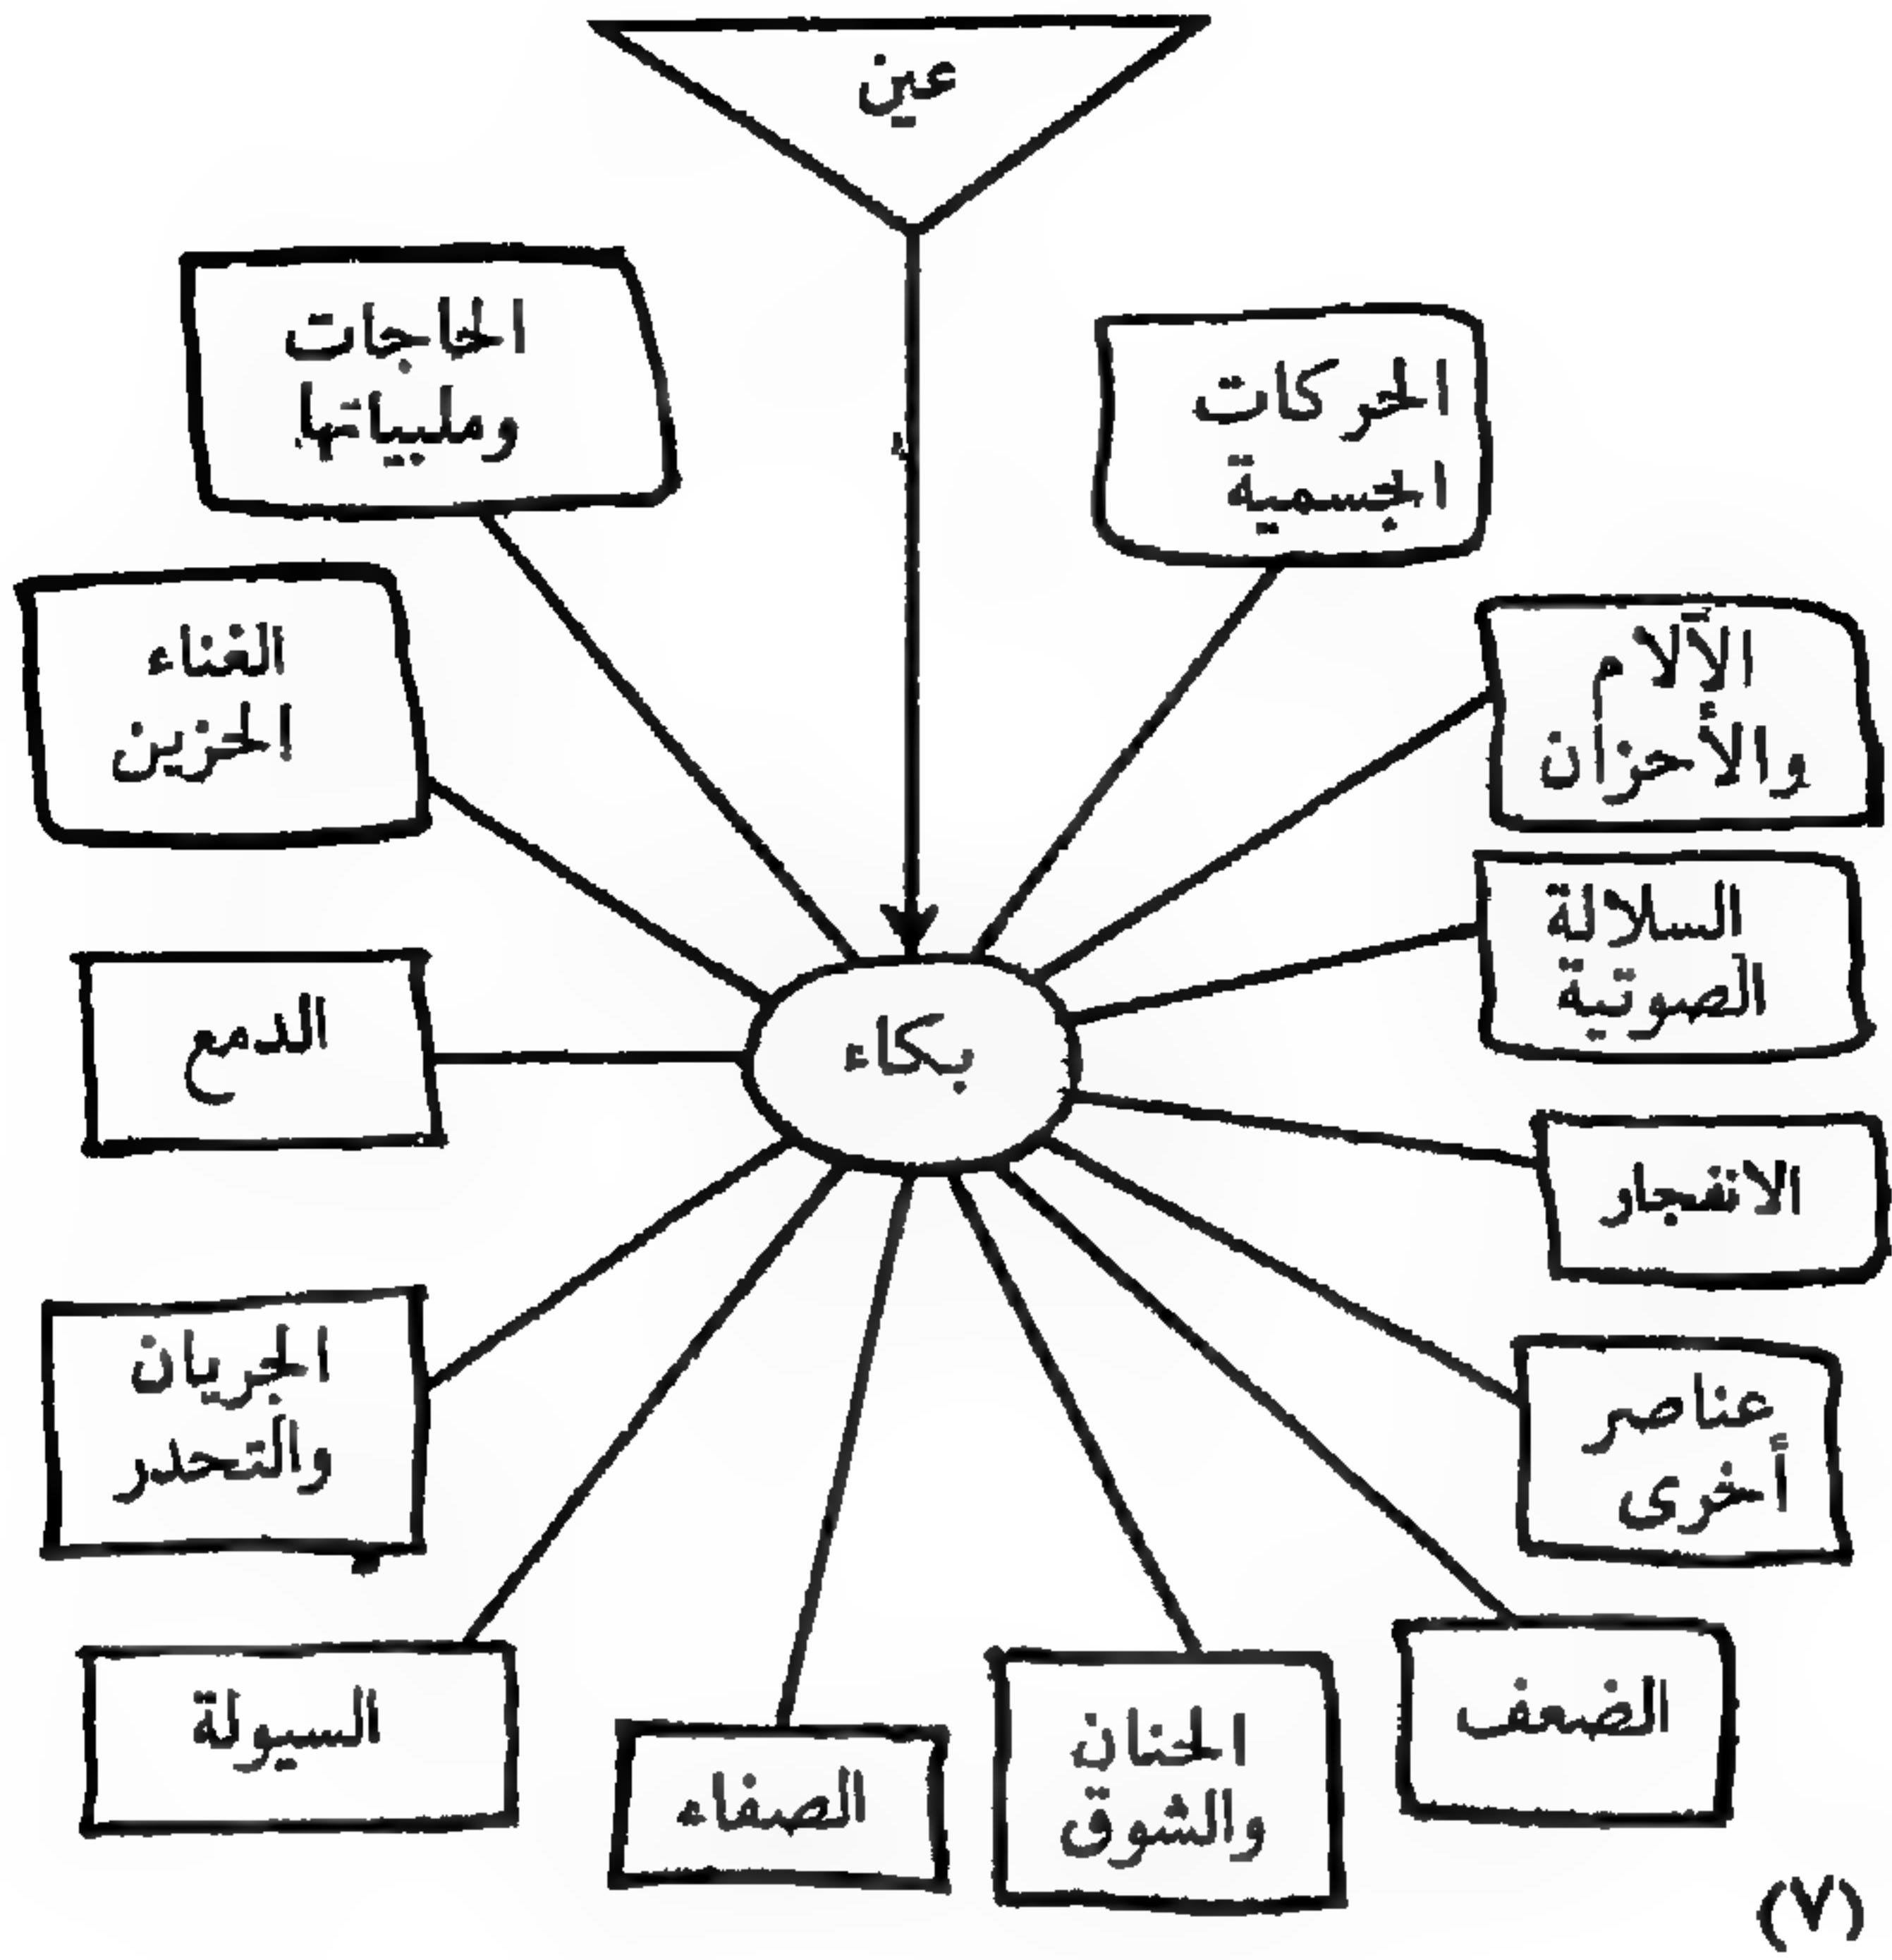 عين
الحركات
الجسمية
الحاجات
وملبياتها
الآلام
والأحزان
الغناء
الحزين
السلالة
الصوتية
الدمع
بكاء
الانفجار
الجريان
والتحدر
عناصر
أخرى
الضعف
الحنان
والشوق
الصفاء
السيولة
(٧)